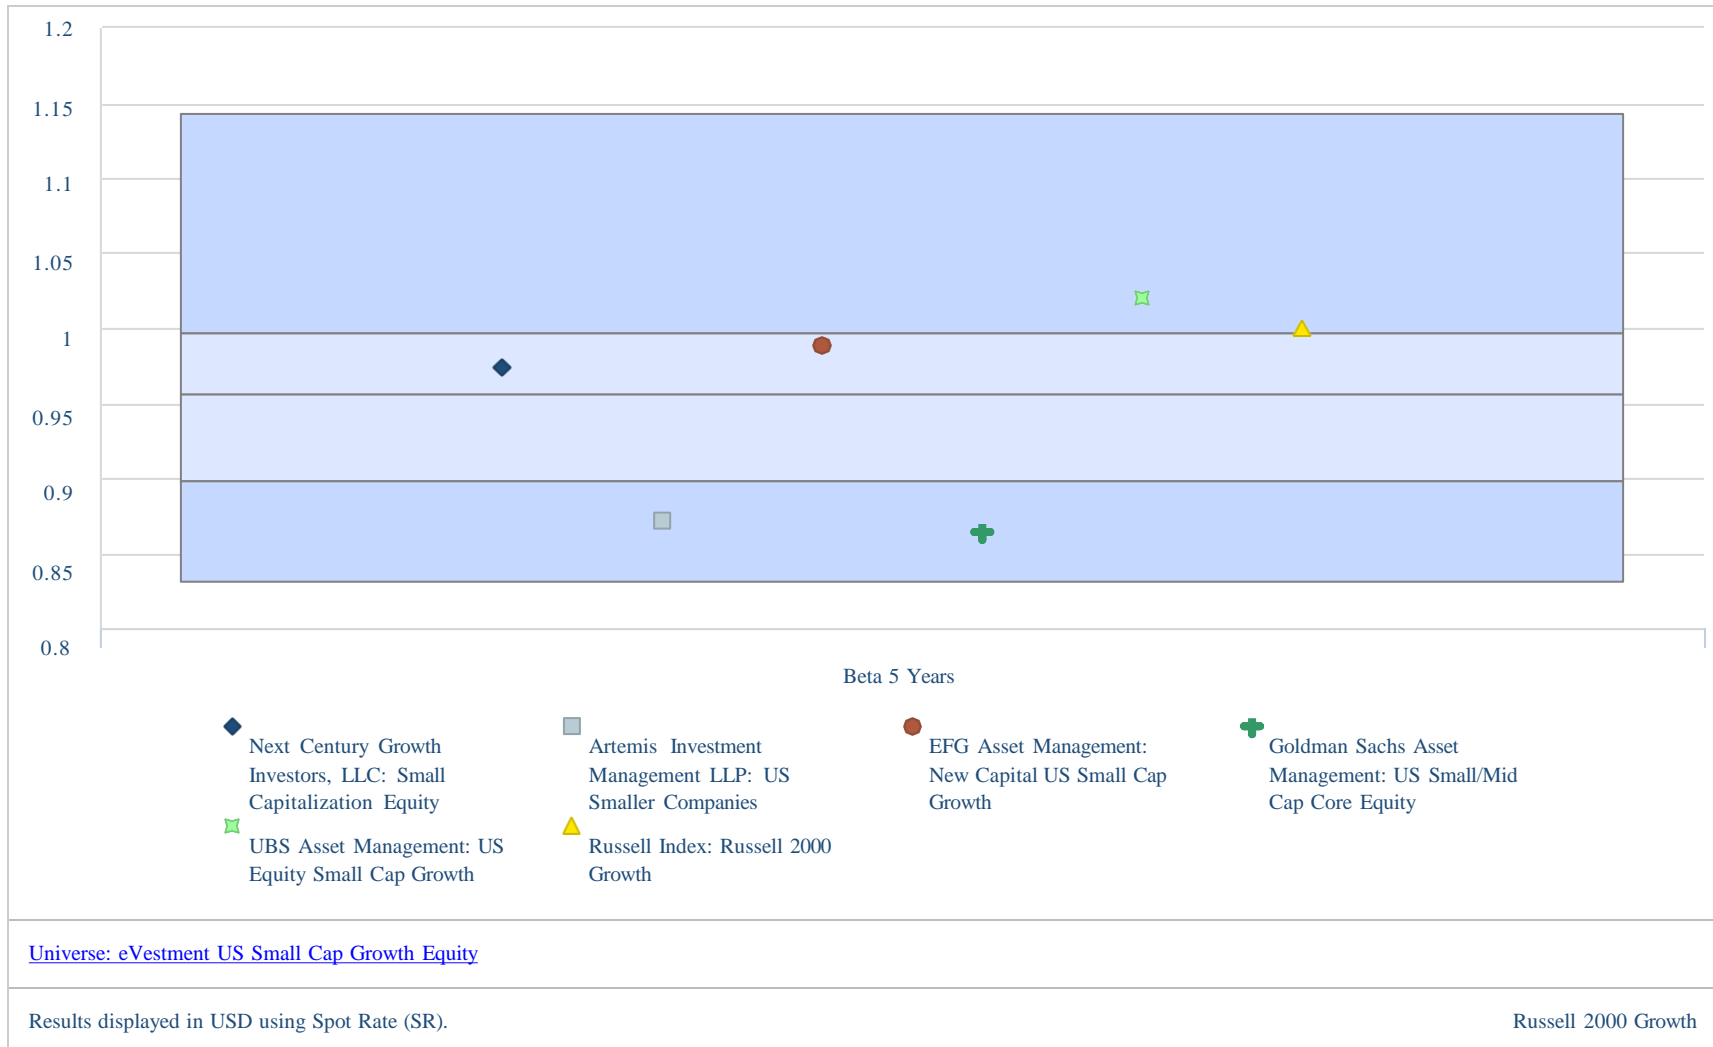 1.2
1.15
1.1
1.05
1
0.95
0.9
0.85
0.8
Beta 5 Years
Next Century Growth
Investors, LLC: Small
Capitalization Equity
Artemis Investment
Management LLP: US
Smaller Companies
EFG Asset Management:
New Capital US Small Cap
Growth
Goldman Sachs Asset
Management: US Small/Mid
Cap Core Equity
UBS Asset Management: US
Equity Small Cap Growth
Russell Index: Russell 2000
Growth
Universe: eVestment US Small Cap Growth Equity
Results displayed in USD using Spot Rate (SR).
Russell 2000 Growth